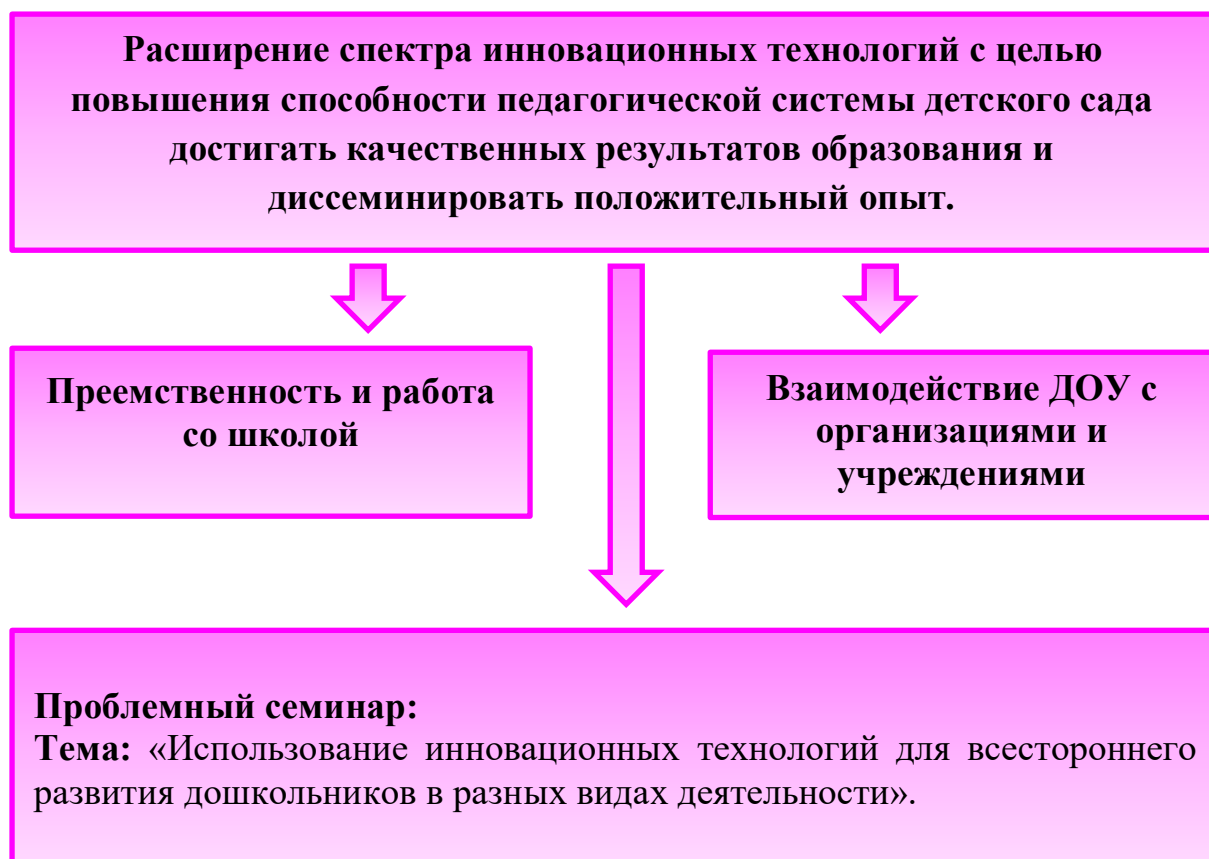 Расширение спектра инновационных технологий с целью
повышения способности педагогической системы детского сада
достигать качественных результатов образования и
диссеминировать положительный опыт.
Преемственность и работа
со школой
Взаимодействие ДОУ с
организациями и
учреждениями
Проблемный семинар:
Тема: «Использование инновационных технологий для всестороннего
развития дошкольников в разных видах деятельности».